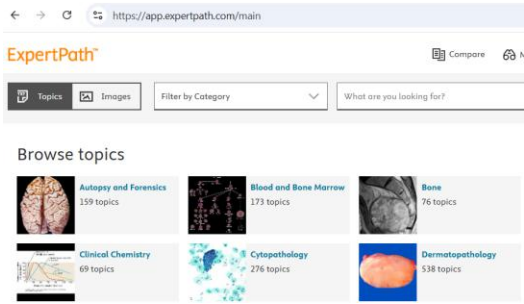 https://app.expertpath.com/main
ExpertPath™
Compare
Topics
Images
Filter by Category
What are you looking for?
Browse topics
Autopsy and Forensics
159 topics
Blood and Bone Marrow
173 topics
Bone
76 topics
Clinical Chemistry
69 topics
Cytopathology
276 topics
Dermatopathology
538 topics